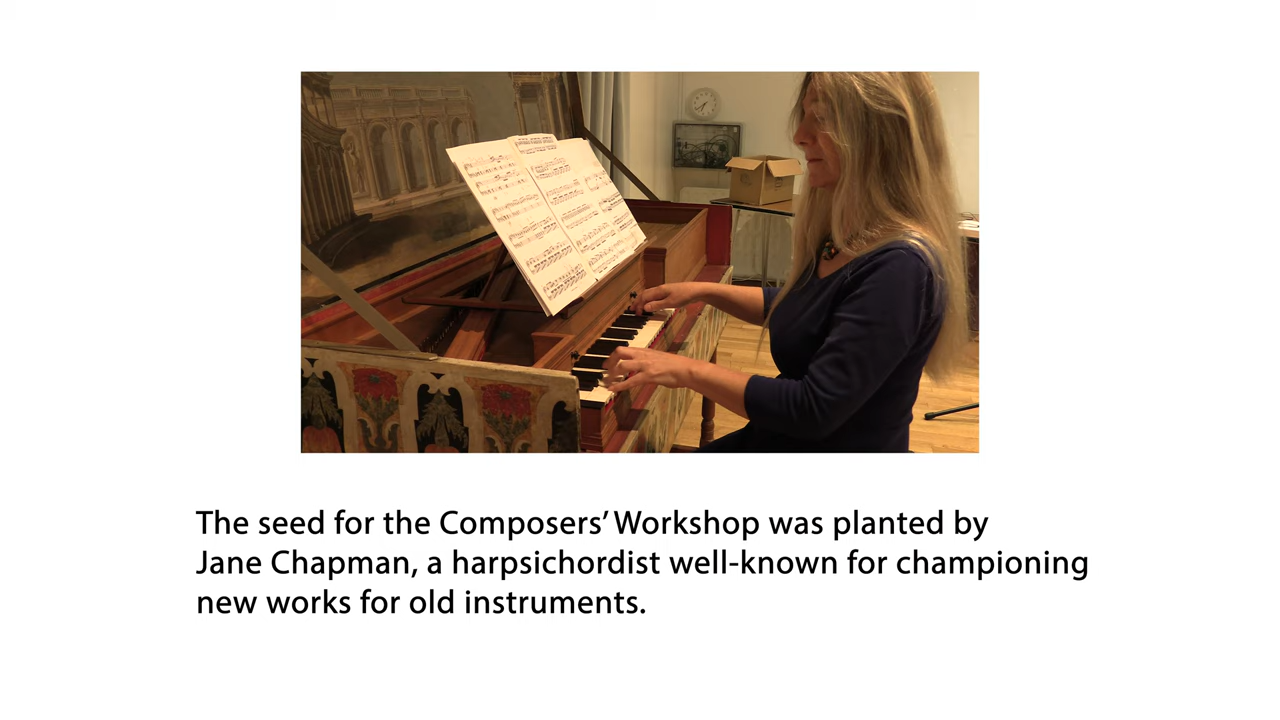 The seed for the Composers’ Workshop was planted by
Jane Chapman, a harpsichordist well-known for championing
new works for old instruments.